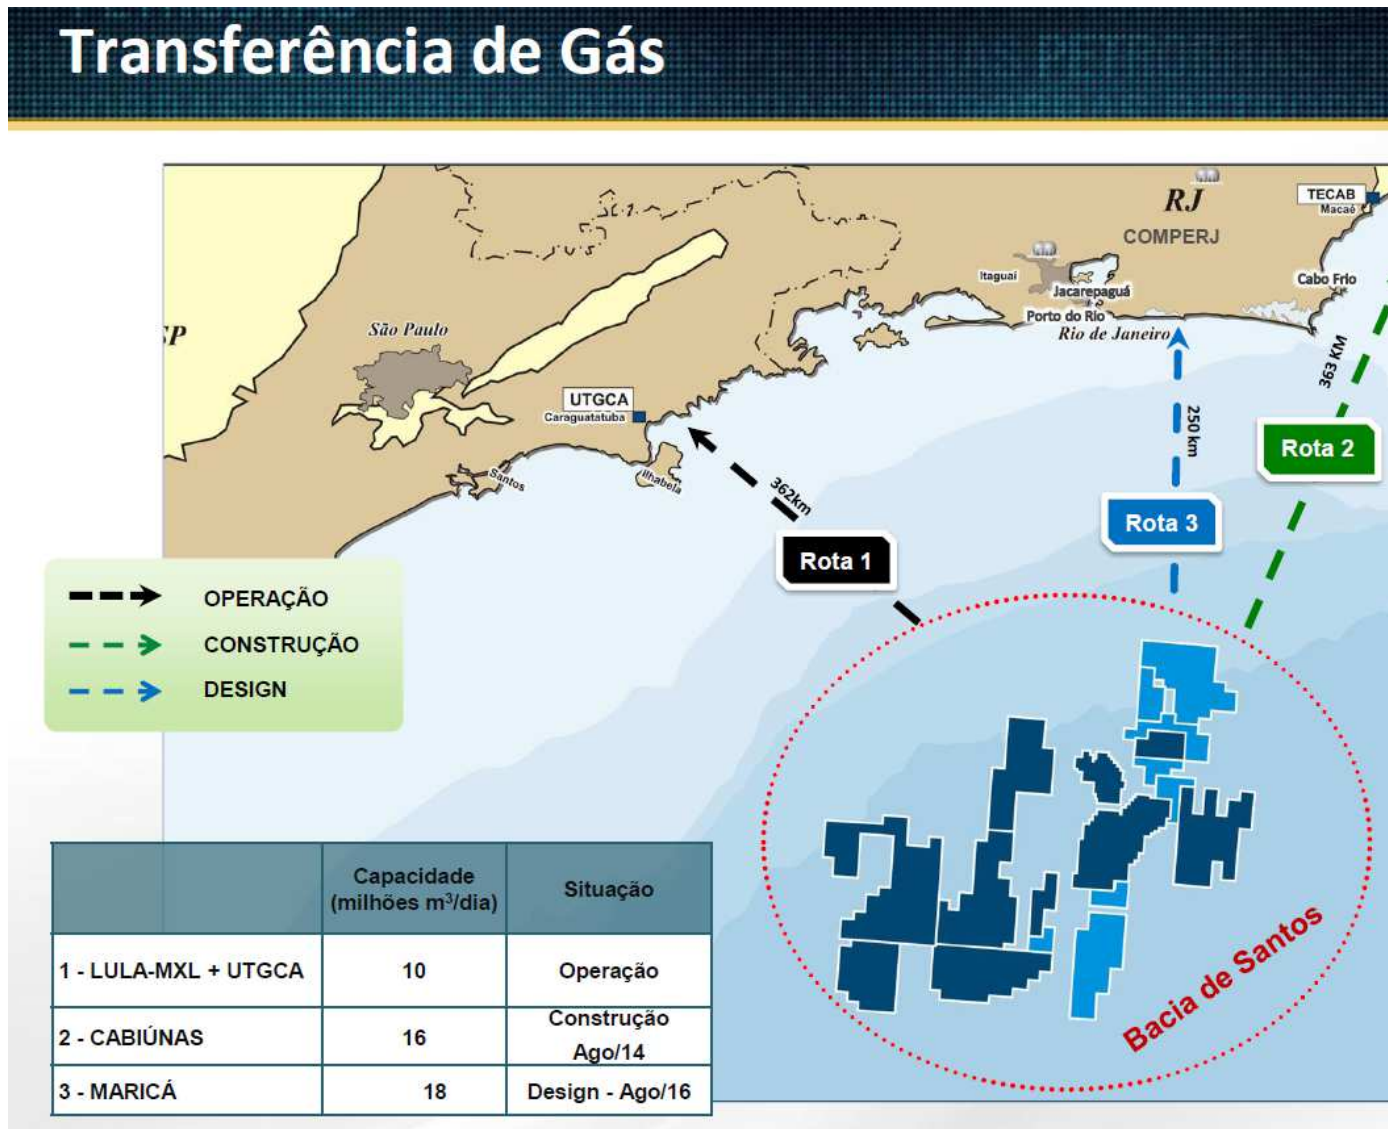 Transferência de Gás
RJ
TECAB
Macaé
COMPERJ
Itaguaí
Jacarepaguá
Cabo Frio
Porto do Rio
Rio de Janeiro
SP
São Paulo
UTGCA
Caraguatatuba
Santos
Ilhabela
362km
250 km
363 KM
Rota 2
Rota 3
Rota 1
OPERAÇÃO
CONSTRUÇÃO
DESIGN
Bacia de Santos
Capacidade
(milhões m³/dia)
Situação
1 - LULA-MXL + UTGCA 10 Operação
2 - CABIÚNAS 16 Construção
Ago/14
3 - MARICÁ 18 Design - Ago/16